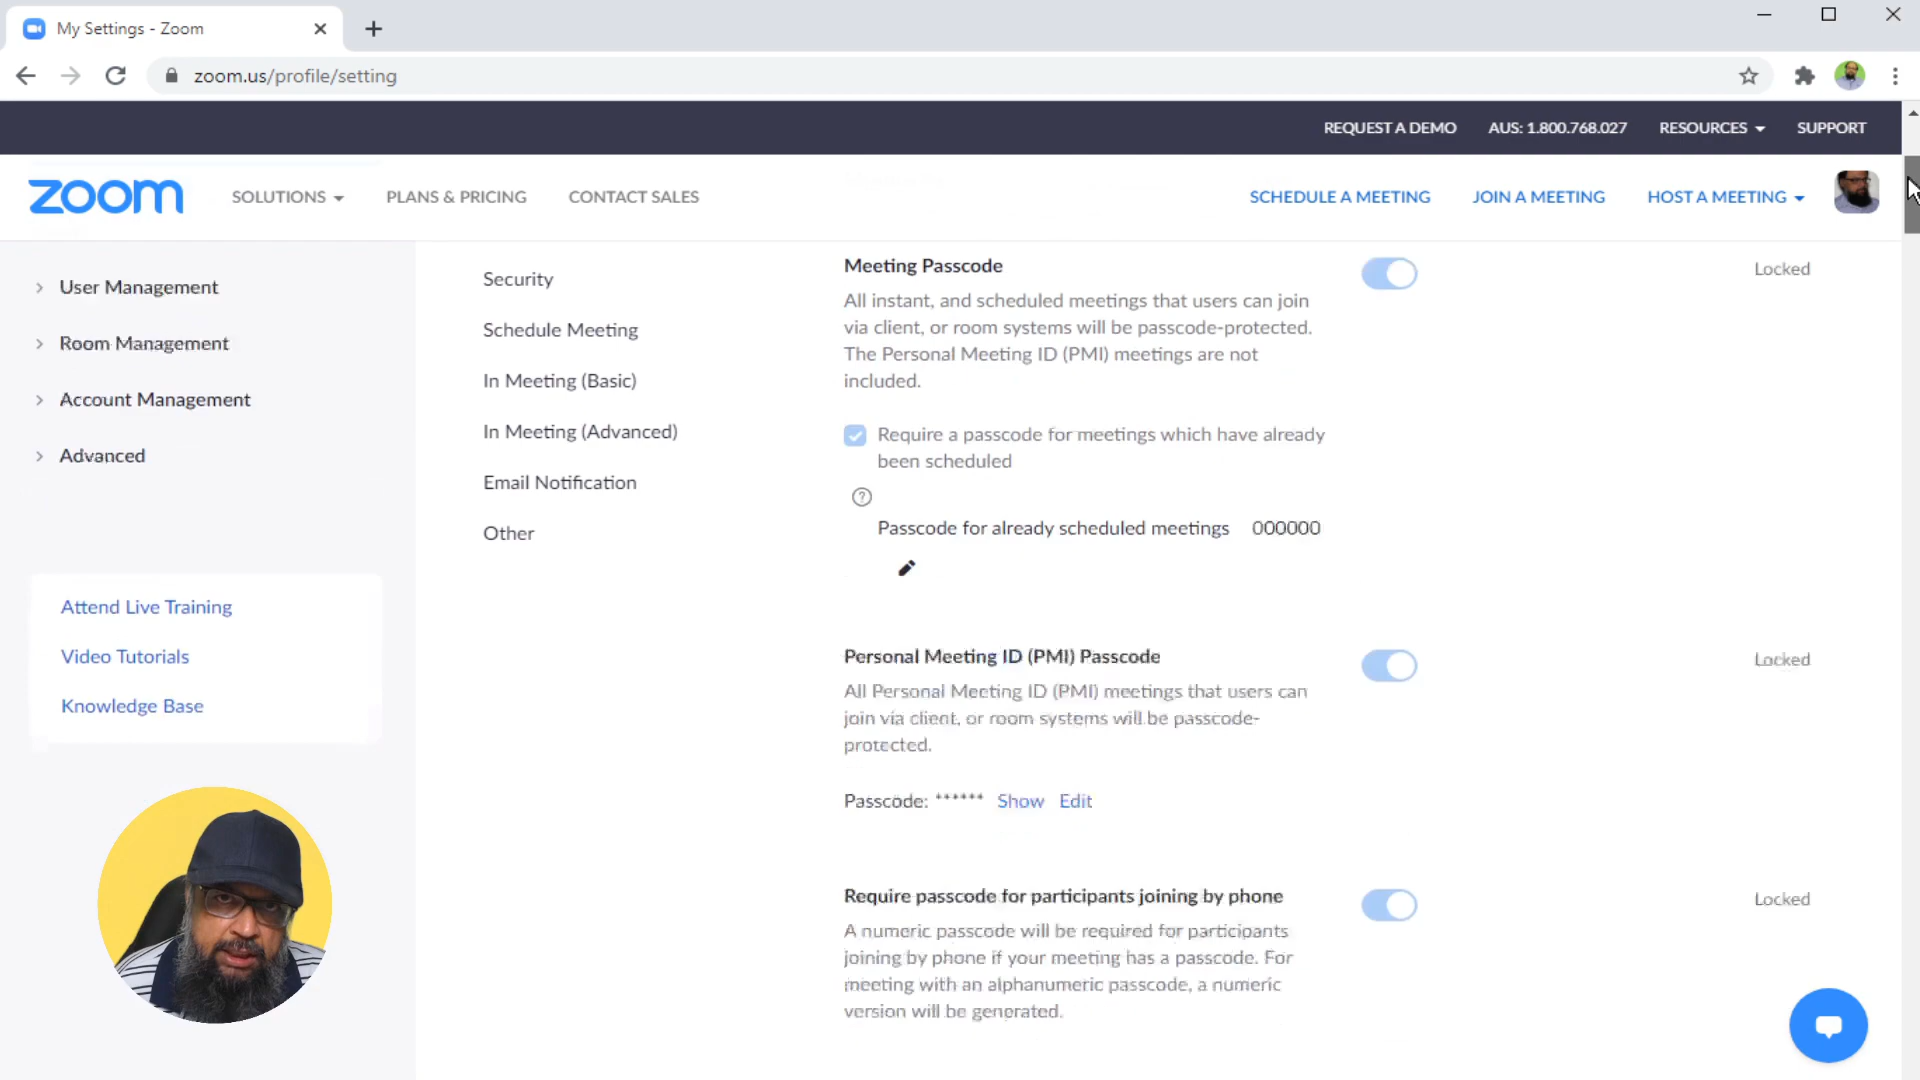 My Settings - Zoom
zoom.us/profile/setting
REQUEST A DEMO
AUS: 1.800.768.027
RESOURCES
SUPPORT
zoom
SOLUTIONS
PLANS & PRICING
CONTACT SALES
SCHEDULE A MEETING
JOIN A MEETING
HOST A MEETING
User Management
Room Management
Account Management
Advanced
Attend Live Training
Video Tutorials
Knowledge Base
Security
Schedule Meeting
In Meeting (Basic)
In Meeting (Advanced)
Email Notification
Other
Meeting Passcode
Locked
All instant, and scheduled meetings that users can join
via client, or room systems will be passcode-protected.
The Personal Meeting ID (PMI) meetings are not
included.
Require a passcode for meetings which have already
been scheduled
?
Passcode for already scheduled meetings 000000
Personal Meeting ID (PMI) Passcode
Locked
All Personal Meeting ID (PMI) meetings that users can
join via client, or room systems will be passcode-
protected.
Passcode: ****** Show Edit
Require passcode for participants joining by phone
Locked
A numeric passcode will be required for participants
joining by phone if your meeting has a passcode. For
meeting with an alphanumeric passcode, a numeric
version will be generated.